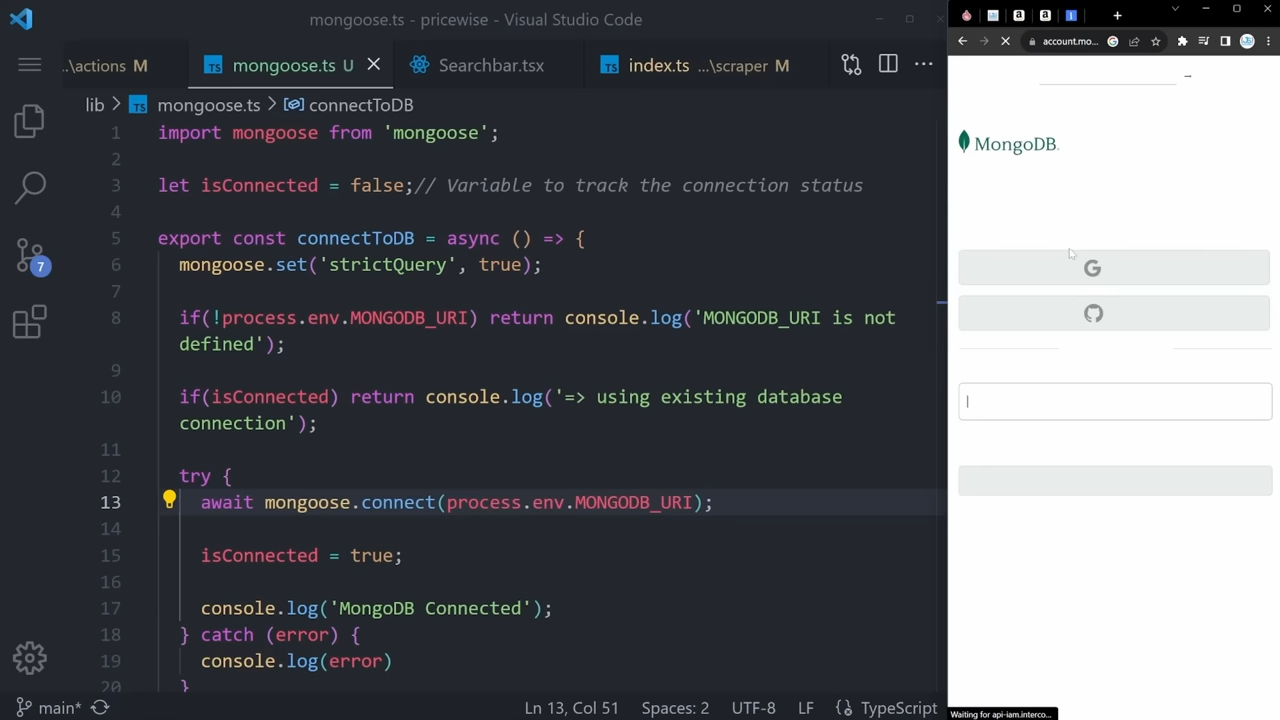 mongoose.ts - pricewise - Visual Studio Code
..\actions M
TS mongoose.ts U
Searchbar.tsx
TS index.ts ...\scraper M
lib > TS mongoose.ts > connectToDB
1 import mongoose from 'mongoose';
2
3 let isConnected = false;// Variable to track the connection status
4
5 export const connectToDB = async () => {
6 mongoose.set('strictQuery', true);
7
8 if(!process.env.MONGODB_URI) return console.log('MONGODB_URI is not
defined');
9
10 if(isConnected) return console.log('=> using existing database
connection');
11
12 try {
13 await mongoose.connect(process.env.MONGODB_URI);
14
15 isConnected = true;
16
17 console.log('MongoDB Connected');
18 } catch (error) {
19 console.log(error)
20 }
7
main*
Ln 13, Col 51
Spaces: 2
UTF-8
LF
TypeScript
account.mo...
MongoDB.
Waiting for api-iam.interco...